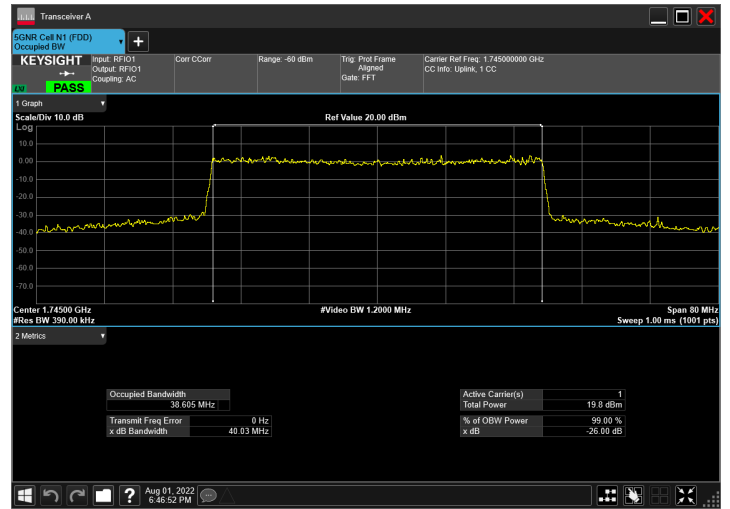 Transceiver A
5GNR Cell N1 (FDD)
Occupied BW
KEYSIGHT
LXI
PASS
Input: RFIO1
Output: RFIO1
Coupling: AC
Corr CCorr
Range: -60 dBm
Trig: Prot Frame
Aligned
Gate: FFT
Carrier Ref Freq: 1.745000000 GHz
CC Info: Uplink, 1 CC
1 Graph
Scale/Div 10.0 dB
Ref Value 20.00 dBm
Log
10.0
0.00
-10.0
-20.0
-30.0
-40.0
-50.0
-60.0
-70.0
Center 1.74500 GHz
#Video BW 1.2000 MHz
Span 80 MHz
#Res BW 390.00 kHz
Sweep 1.00 ms (1001 pts)
2 Metrics
Occupied Bandwidth
38.605 MHz
Transmit Freq Error 0 Hz
x dB Bandwidth 40.03 MHz
Active Carrier(s) 1
Total Power 19.8 dBm
% of OBW Power 99.00 %
x dB -26.00 dB
Aug 01, 2022
6:46:52 PM